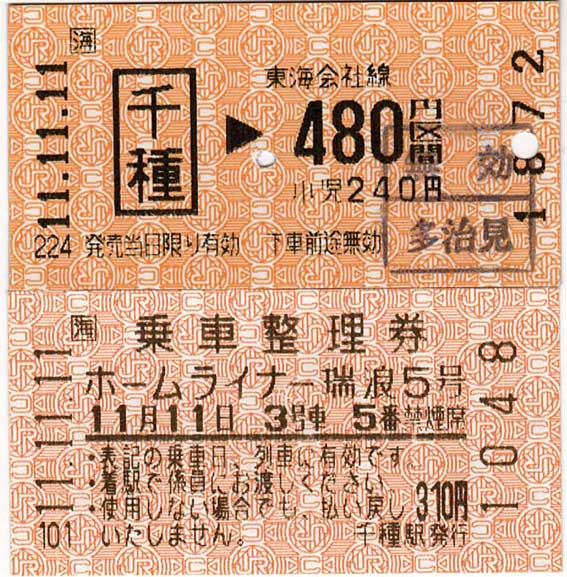 海
東海会社線
11.11.11
千種 ▶ 480円区間
1872
小児240円
無効
多治見
224 発売当日限り有効 下車前途無効
海
乗車整理券
11.11.11
ホームライナー瑞浪5号
1048
11月11日 3号車 5番禁煙席
・表記の乗車日、列車に有効です。
・着駅で係員にお渡しください。
・使用しない場合でも、払い戻し 310円
いたしません。
101 千種駅発行